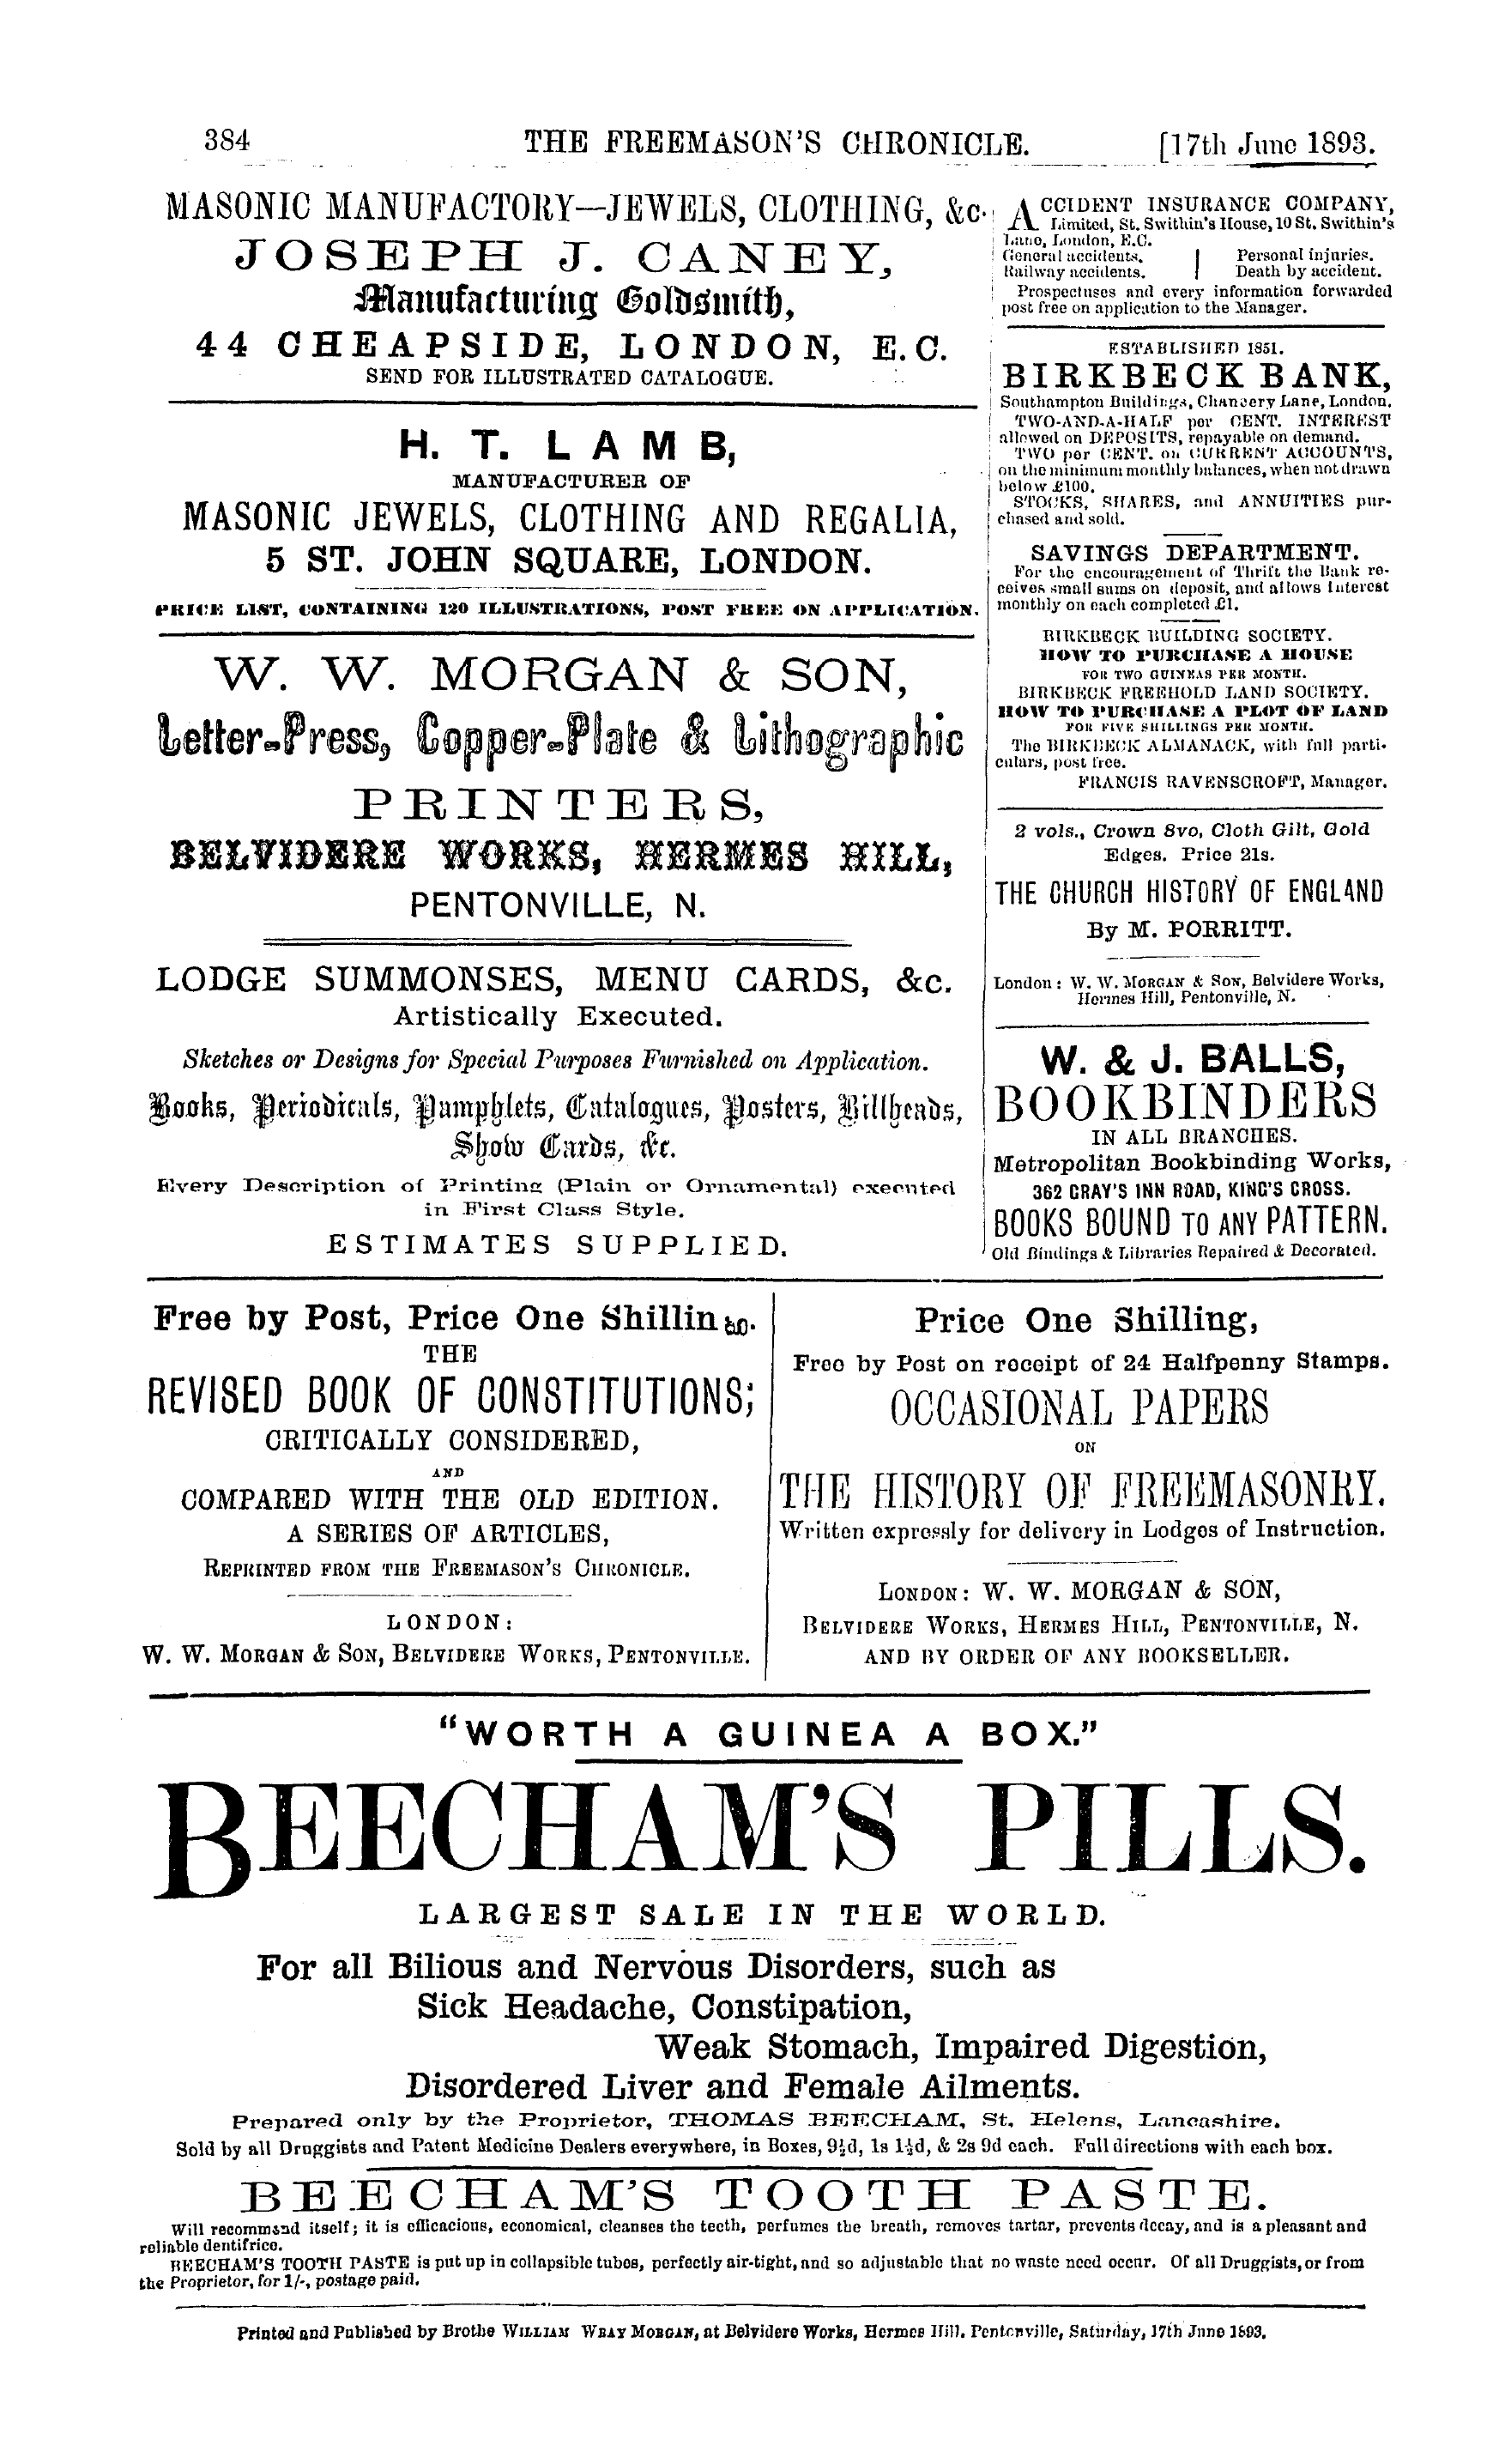 384 THE FREEMASON'S CHRONICLE. [17th June 1893.
MASONIC MANUFACTORY—JEWELS, CLOTHING, &c.
JOSEPH J. CANEY,
Manufacturing Goldsmith,
44 CHEAPSIDE, LONDON, E.C.
SEND FOR ILLUSTRATED CATALOGUE.
H. T. LAMB,
MANUFACTURER OF
MASONIC JEWELS, CLOTHING AND REGALIA,
5 ST. JOHN SQUARE, LONDON.
PRICE LIST, CONTAINING 120 ILLUSTRATIONS, POST FREE ON APPLICATION.
W. W. MORGAN & SON,
Letter-Press, Copper-Plate & Lithographic
PRINTERS,
BELVIDERE WORKS, HERMES HILL,
PENTONVILLE, N.
LODGE SUMMONSES, MENU CARDS, &c.
Artistically Executed.
Sketches or Designs for Special Purposes Furnished on Application.
Books, Periodicals, Pamphlets, Catalogues, Posters, Billheads,
Show Cards, &c.
Every Description of Printing (Plain or Ornamental) executed
in First Class Style.
ESTIMATES SUPPLIED.
ACCIDENT INSURANCE COMPANY,
Limited, St. Swithin's House, 10 St. Swithin's
Lane, London, E.C.
General accidents. | Personal injuries.
Railway accidents. | Death by accident.
Prospectuses and every information forwarded
post free on application to the Manager.
ESTABLISHED 1851.
BIRKBECK BANK,
Southampton Buildings, Chancery Lane, London.
TWO-AND-A-HALF per CENT. INTEREST
allowed on DEPOSITS, repayable on demand.
TWO per CENT. on CURRENT ACCOUNTS,
on the minimum monthly balances, when not drawn
below £100.
STOCKS, SHARES, and ANNUITIES pur-
chased and sold.
SAVINGS DEPARTMENT.
For the encouragement of Thrift the Bank re-
ceives small sums on deposit, and allows Interest
monthly on each completed £1.
BIRKBECK BUILDING SOCIETY.
HOW TO PURCHASE A HOUSE
FOR TWO GUINEAS PER MONTH.
BIRKBECK FREEHOLD LAND SOCIETY.
HOW TO PURCHASE A PLOT OF LAND
FOR FIVE SHILLINGS PER MONTH.
The BIRKBECK ALMANACK, with full parti-
culars, post free.
FRANCIS RAVENSCROFT, Manager.
2 vols., Crown 8vo, Cloth Gilt, Gold
Edges. Price 21s.
THE CHURCH HISTORY OF ENGLAND
By M. PORRITT.
London: W. W. MORGAN & SON, Belvidere Works,
Hermes Hill, Pentonville, N.
W. & J. BALLS,
BOOKBINDERS
IN ALL BRANCHES.
Metropolitan Bookbinding Works,
362 GRAY'S INN ROAD, KING'S CROSS.
BOOKS BOUND TO ANY PATTERN.
Old Bindings & Libraries Repaired & Decorated.
Free by Post, Price One Shilling.
THE
REVISED BOOK OF CONSTITUTIONS;
CRITICALLY CONSIDERED,
AND
COMPARED WITH THE OLD EDITION.
A SERIES OF ARTICLES,
REPRINTED FROM THE FREEMASON'S CHRONICLE.
LONDON:
W. W. MORGAN & SON, BELVIDERE WORKS, PENTONVILLE.
Price One Shilling,
Free by Post on receipt of 24 Halfpenny Stamps.
OCCASIONAL PAPERS
ON
THE HISTORY OF FREEMASONRY.
Written expressly for delivery in Lodges of Instruction.
LONDON: W. W. MORGAN & SON,
BELVIDERE WORKS, HERMES HILL, PENTONVILLE, N.
AND BY ORDER OF ANY BOOKSELLER.
"WORTH A GUINEA A BOX."
BEECHAM'S PILLS.
LARGEST SALE IN THE WORLD.
For all Bilious and Nervous Disorders, such as
Sick Headache, Constipation,
Weak Stomach, Impaired Digestion,
Disordered Liver and Female Ailments.
Prepared only by the Proprietor, THOMAS BEECHAM, St. Helens, Lancashire.
Sold by all Druggists and Patent Medicine Dealers everywhere, in Boxes, 9½d, 1s 1½d, & 2s 9d each. Full directions with each box.
BEECHAM'S TOOTH PASTE.
Will recommend itself; it is efficacious, economical, cleanses the teeth, perfumes the breath, removes tartar, prevents decay, and is a pleasant and
reliable dentifrice.
BEECHAM'S TOOTH PASTE is put up in collapsible tubes, perfectly air-tight, and so adjustable that no waste need occur. Of all Druggists, or from
the Proprietor, for 1/-, postage paid.
Printed and Published by Brothe WILLIAM WRAY MORGAN, at Belvidere Works, Hermes Hill, Pentonville, Saturday, 17th June 1893.